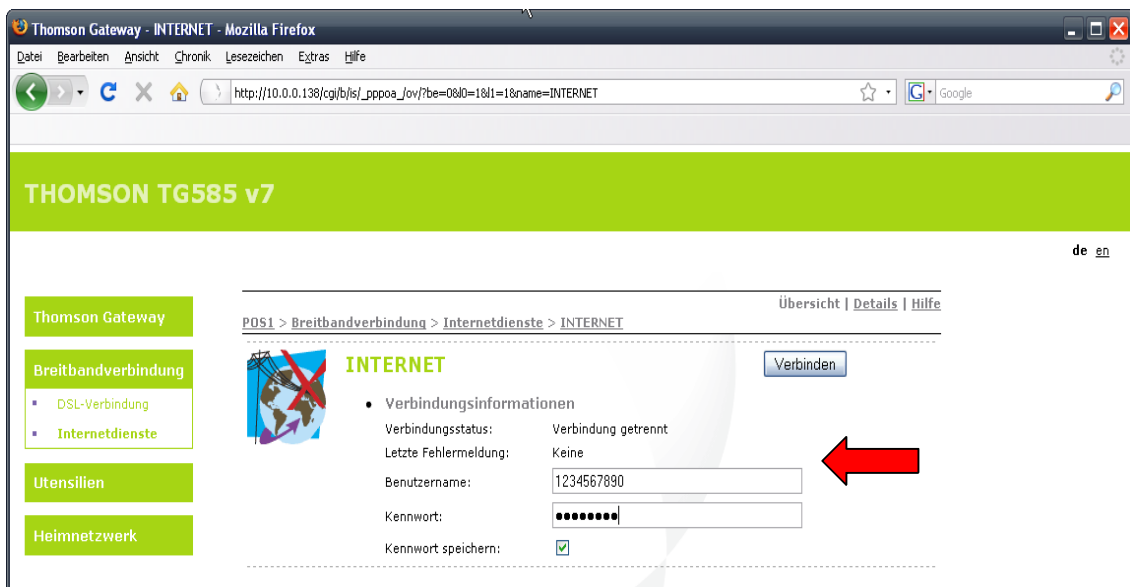 Thomson Gateway - INTERNET - Mozilla Firefox
Datei Bearbeiten Ansicht Chronik Lesezeichen Extras Hilfe
http://10.0.0.138/cgi/b/is/_pppoa_/ov/?be=0&l0=1&l1=1&name=INTERNET
G Google
THOMSON TG585 v7
de en
Übersicht | Details | Hilfe
Thomson Gateway
POS1 > Breitbandverbindung > Internetdienste > INTERNET
Breitbandverbindung
DSL-Verbindung
Internetdienste
Utensilien
Heimnetzwerk
INTERNET
Verbinden
Verbindungsinformationen
Verbindungsstatus: Verbindung getrennt
Letzte Fehlermeldung: Keine
Benutzername: 1234567890
Kennwort: ●●●●●●●●
Kennwort speichern: